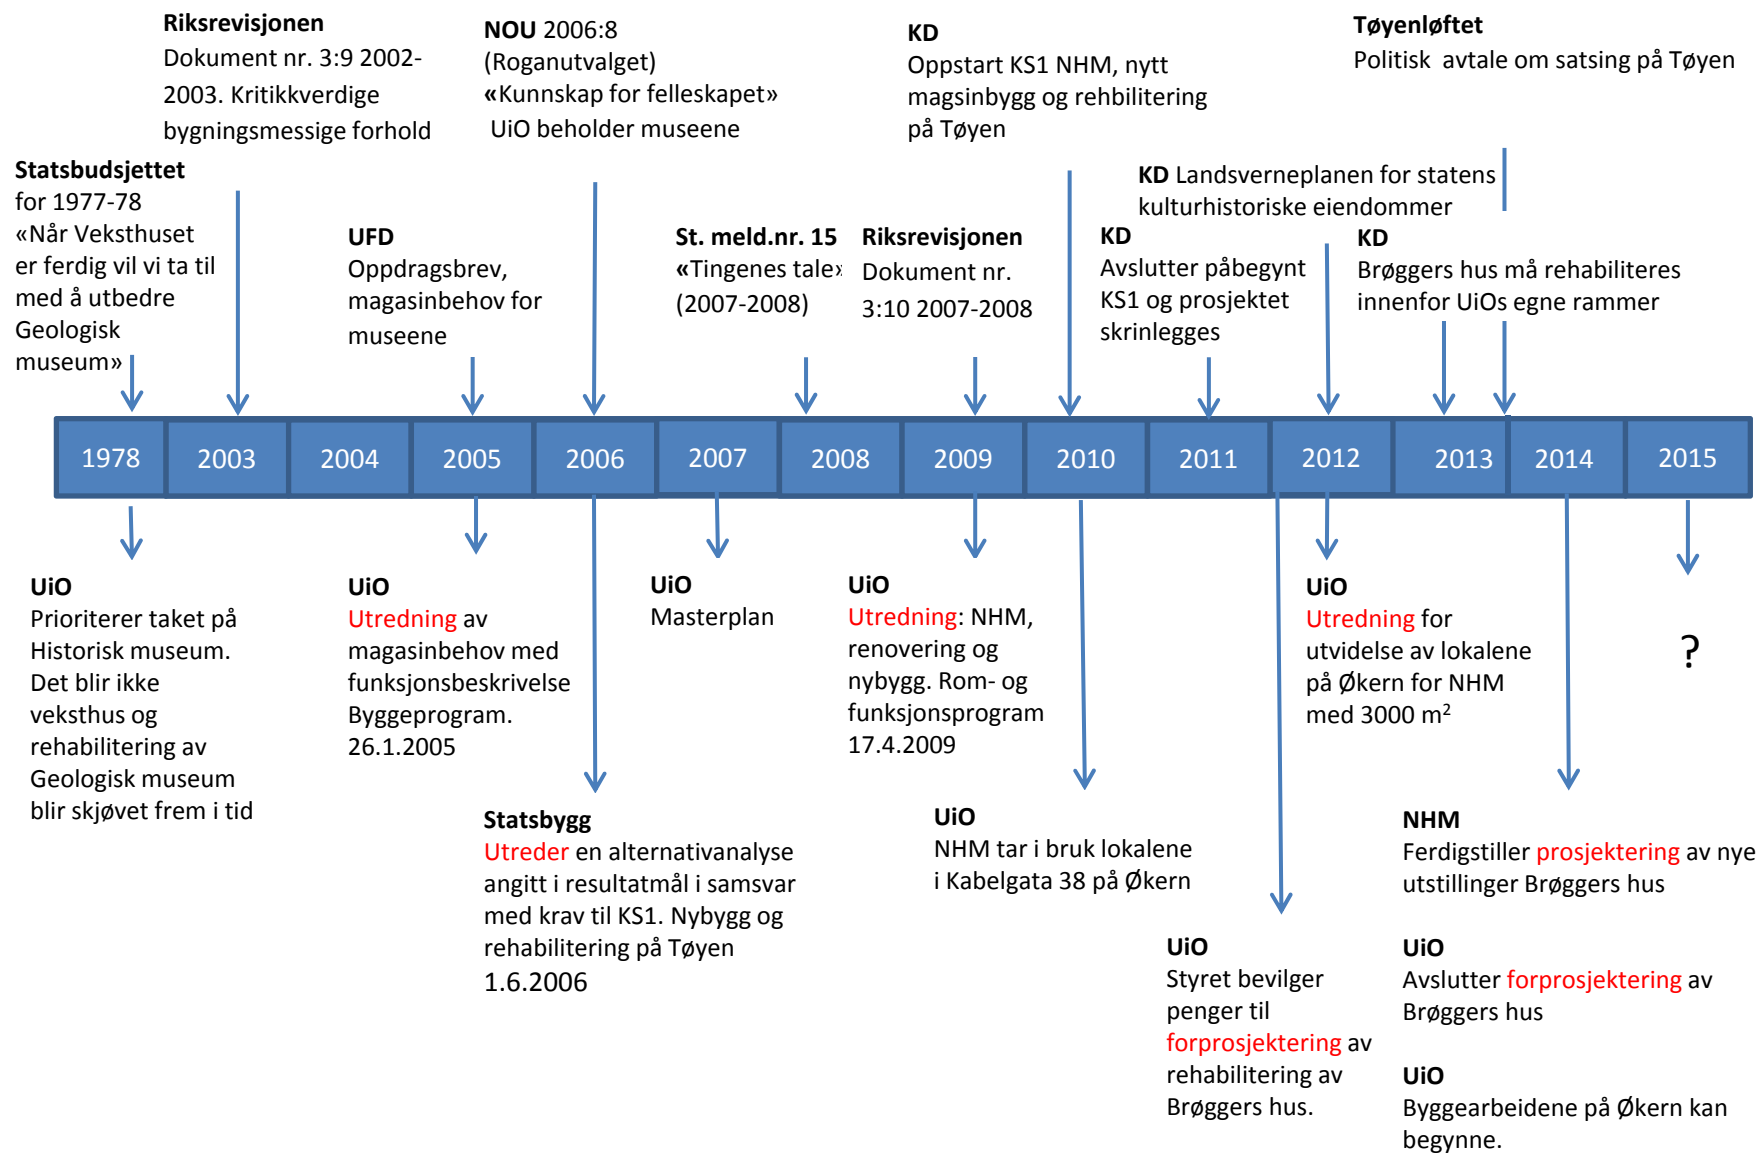 Riksrevisjonen
Dokument nr. 3:9 2002-
2003. Kritikkverdige
bygningsmessige forhold
NOU 2006:8
(Roganutvalget)
«Kunnskap for felleskapet»
UiO beholder museene
KD
Oppstart KS1 NHM, nytt
magsinbygg og rehbilitering
på Tøyen
Tøyenløftet
Politisk avtale om satsing på Tøyen
Statsbudsjettet
for 1977-78
«Når Veksthuset
er ferdig vil vi ta til
med å utbedre
Geologisk
museum»
UFD
Oppdragsbrev,
magasinbehov for
museene
St. meld.nr. 15
«Tingenes tale»
(2007-2008)
Riksrevisjonen
Dokument nr.
3:10 2007-2008
KD Landsverneplanen for statens
kulturhistoriske eiendommer
KD
Avslutter påbegynt
KS1 og prosjektet
skrinlegges
KD
Brøggers hus må rehabiliteres
innenfor UiOs egne rammer
1978 2003 2004 2005 2006 2007 2008 2009 2010 2011 2012 2013 2014 2015
UiO
Prioriterer taket på
Historisk museum.
Det blir ikke
veksthus og
rehabilitering av
Geologisk museum
blir skjøvet frem i tid
UiO
Utredning av
magasinbehov med
funksjonsbeskrivelse
Byggeprogram.
26.1.2005
Statsbygg
Utreder en alternativanalyse
angitt i resultatmål i samsvar
med krav til KS1. Nybygg og
rehabilitering på Tøyen
1.6.2006
UiO
Masterplan
UiO
Utredning: NHM,
renovering og
nybygg. Rom- og
funksjonsprogram
17.4.2009
UiO
NHM tar i bruk lokalene
i Kabelgata 38 på Økern
UiO
Styret bevilger
penger til
forprosjektering av
rehabilitering av
Brøggers hus.
UiO
Utredning for
utvidelse av lokalene
på Økern for NHM
med 3000 m²
NHM
Ferdigstiller prosjektering av nye
utstillinger Brøggers hus
UiO
Avslutter forprosjektering av
Brøggers hus
UiO
Byggearbeidene på Økern kan
begynne.
?